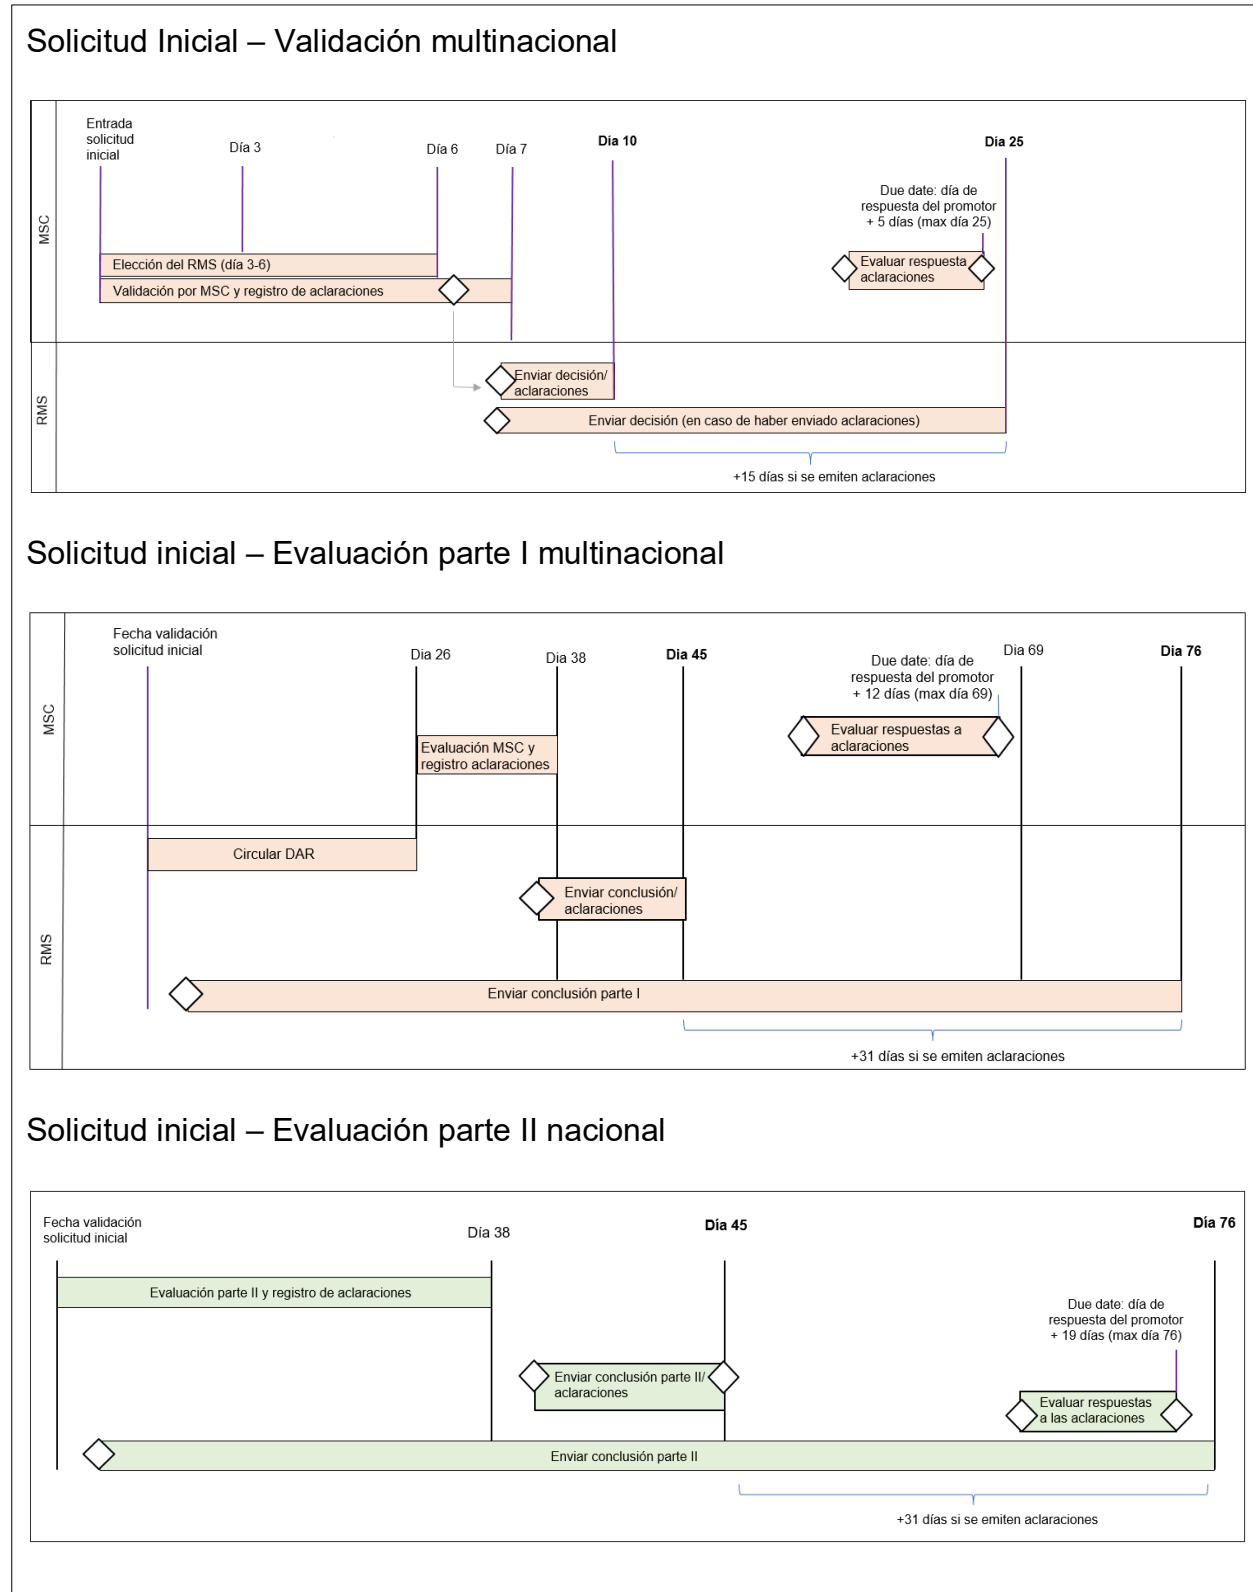 Solicitud Inicial – Validación multinacional
Entrada
solicitud
inicial
Día 3
Día 6
Día 7
Día 10
Día 25
Due date: día de
respuesta del promotor
+ 5 días (max día 25)
MSC
Elección del RMS (día 3-6)
Evaluar respuesta
aclaraciones
Validación por MSC y registro de aclaraciones
RMS
Enviar decisión/
aclaraciones
Enviar decisión (en caso de haber enviado aclaraciones)
+15 días si se emiten aclaraciones
Solicitud inicial – Evaluación parte I multinacional
Fecha validación
solicitud inicial
Dia 26
Dia 38
Día 45
Dia 69
Dia 76
Due date: día de
respuesta del promotor
+ 12 días (max día 69)
MSC
Evaluar respuestas a
aclaraciones
Evaluación MSC y
registro aclaraciones
RMS
Circular DAR
Enviar conclusión/
aclaraciones
Enviar conclusión parte I
+31 días si se emiten aclaraciones
Solicitud inicial – Evaluación parte II nacional
Fecha validación
solicitud inicial
Día 38
Día 45
Día 76
Evaluación parte II y registro de aclaraciones
Due date: día de
respuesta del promotor
+ 19 días (max día 76)
Enviar conclusión parte II/
aclaraciones
Evaluar respuestas
a las aclaraciones
Enviar conclusión parte II
+31 días si se emiten aclaraciones